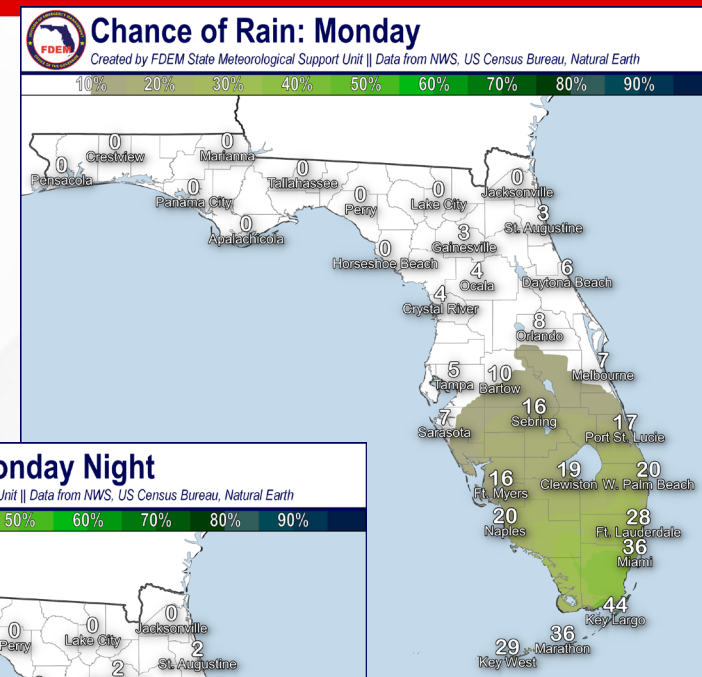 FDEM
Chance of Rain: Monday
Created by FDEM State Meteorological Support Unit || Data from NWS, US Census Bureau, Natural Earth
10% 20% 30% 40% 50% 60% 70% 80% 90%
0
Crestview
0
Marianna
0
Pensacola
0
Tallahassee
0
Jacksonville
0
Panama City
0
Perry
0
Lake City
3
St. Augustine
0
Apalachicola
3
Gainesville
0
Horseshoe Beach
4
Ocala
6
Daytona Beach
4
Crystal River
8
Orlando
5
Tampa
10
Bartow
7
Melbourne
7
Sarasota
16
Sebring
17
Port St. Lucie
16
Ft. Myers
19
Clewiston
20
W. Palm Beach
20
Naples
28
Ft. Lauderdale
36
Miami
44
Key Largo
36
Marathon
29
Key West
onday Night
Unit || Data from NWS, US Census Bureau, Natural Earth
50% 60% 70% 80% 90%
0
Jacksonville
0
Perry
0
Lake City
2
St. Augustine
2